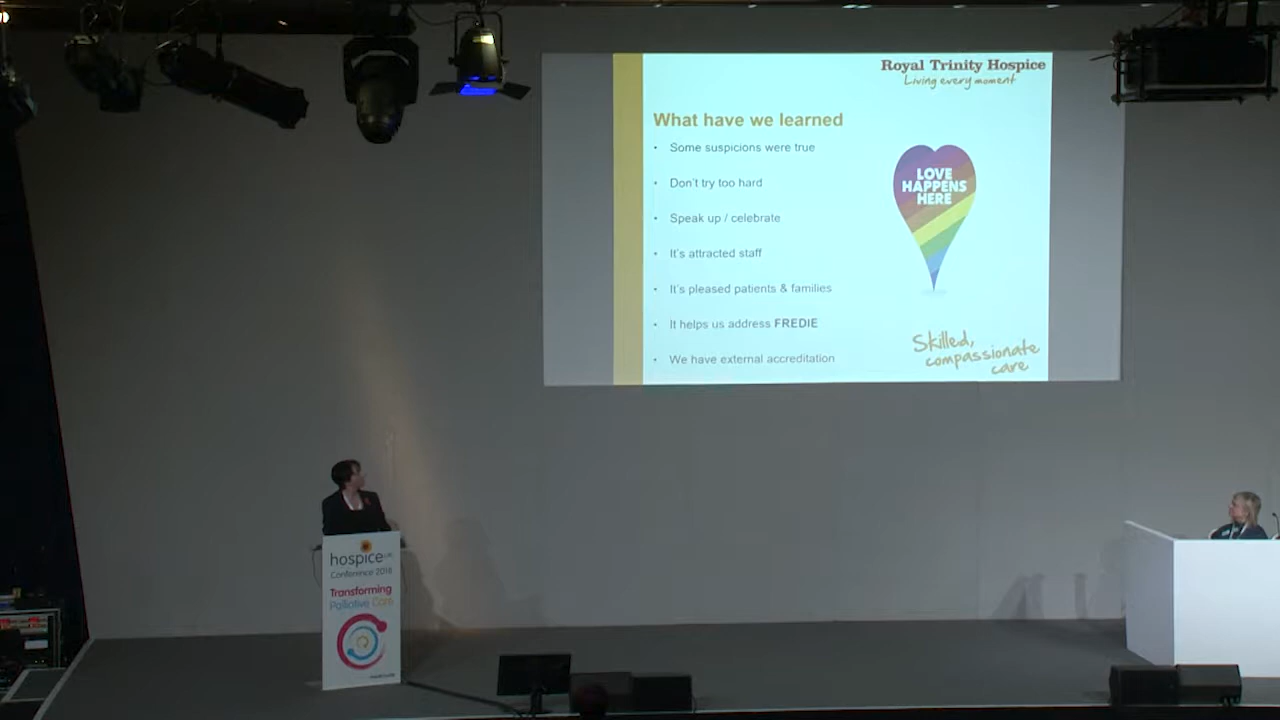 Royal Trinity Hospice
Living every moment
What have we learned
• Some suspicions were true
• Don't try too hard
• Speak up / celebrate
• It's attracted staff
• It's pleased patients & families
• It helps us address FREDIE
• We have external accreditation
LOVE
HAPPENS
HERE
Skilled,
compassionate
care
hospice UK
Conference 2018
Transforming
Palliative Care